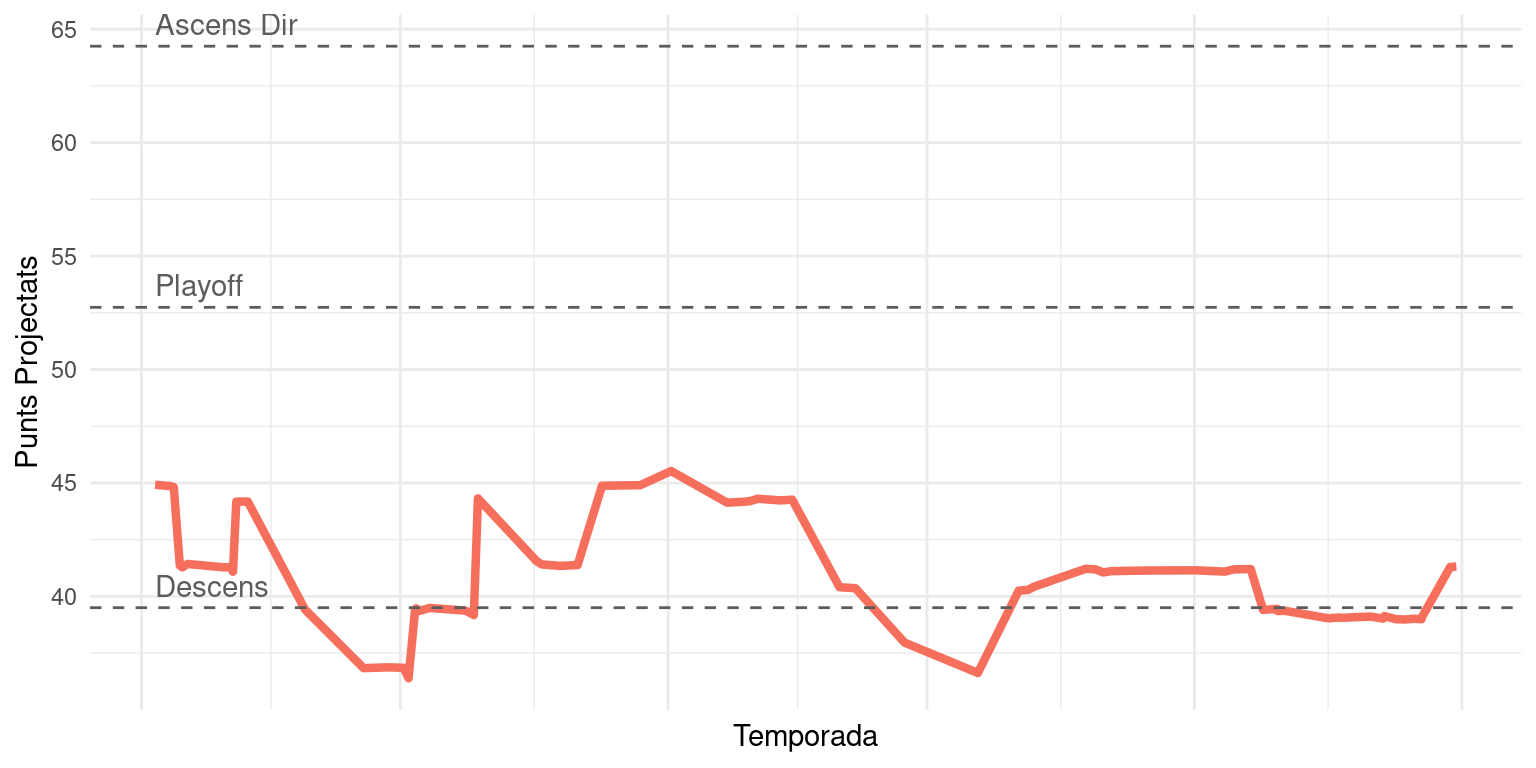 65
Ascens Dir
60
55
Playoff
50
45
Descens
40
Punts Projectats
Temporada